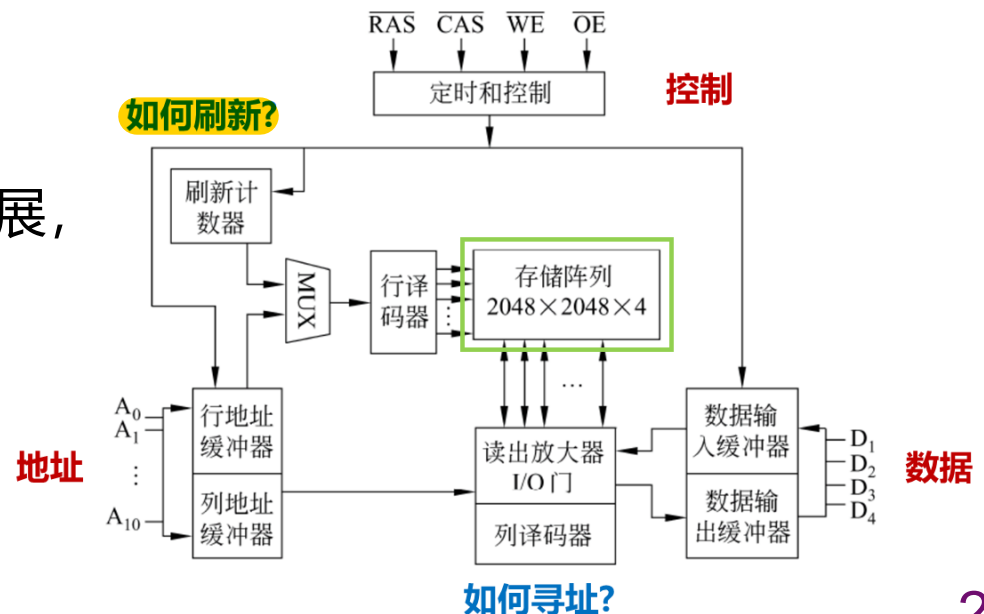 RAS CAS WE OE
定时和控制
控制
如何刷新?
刷新计
数器
展,
MUX
行译
码器
存储阵列
2048×2048×4
A0
A1
⋮
A10
地址
行地址
缓冲器
列地址
缓冲器
…
读出放大器
I/O门
列译码器
数据输
入缓冲器
数据输
出缓冲器
D1
D2
D3
D4
数据
如何寻址?
2